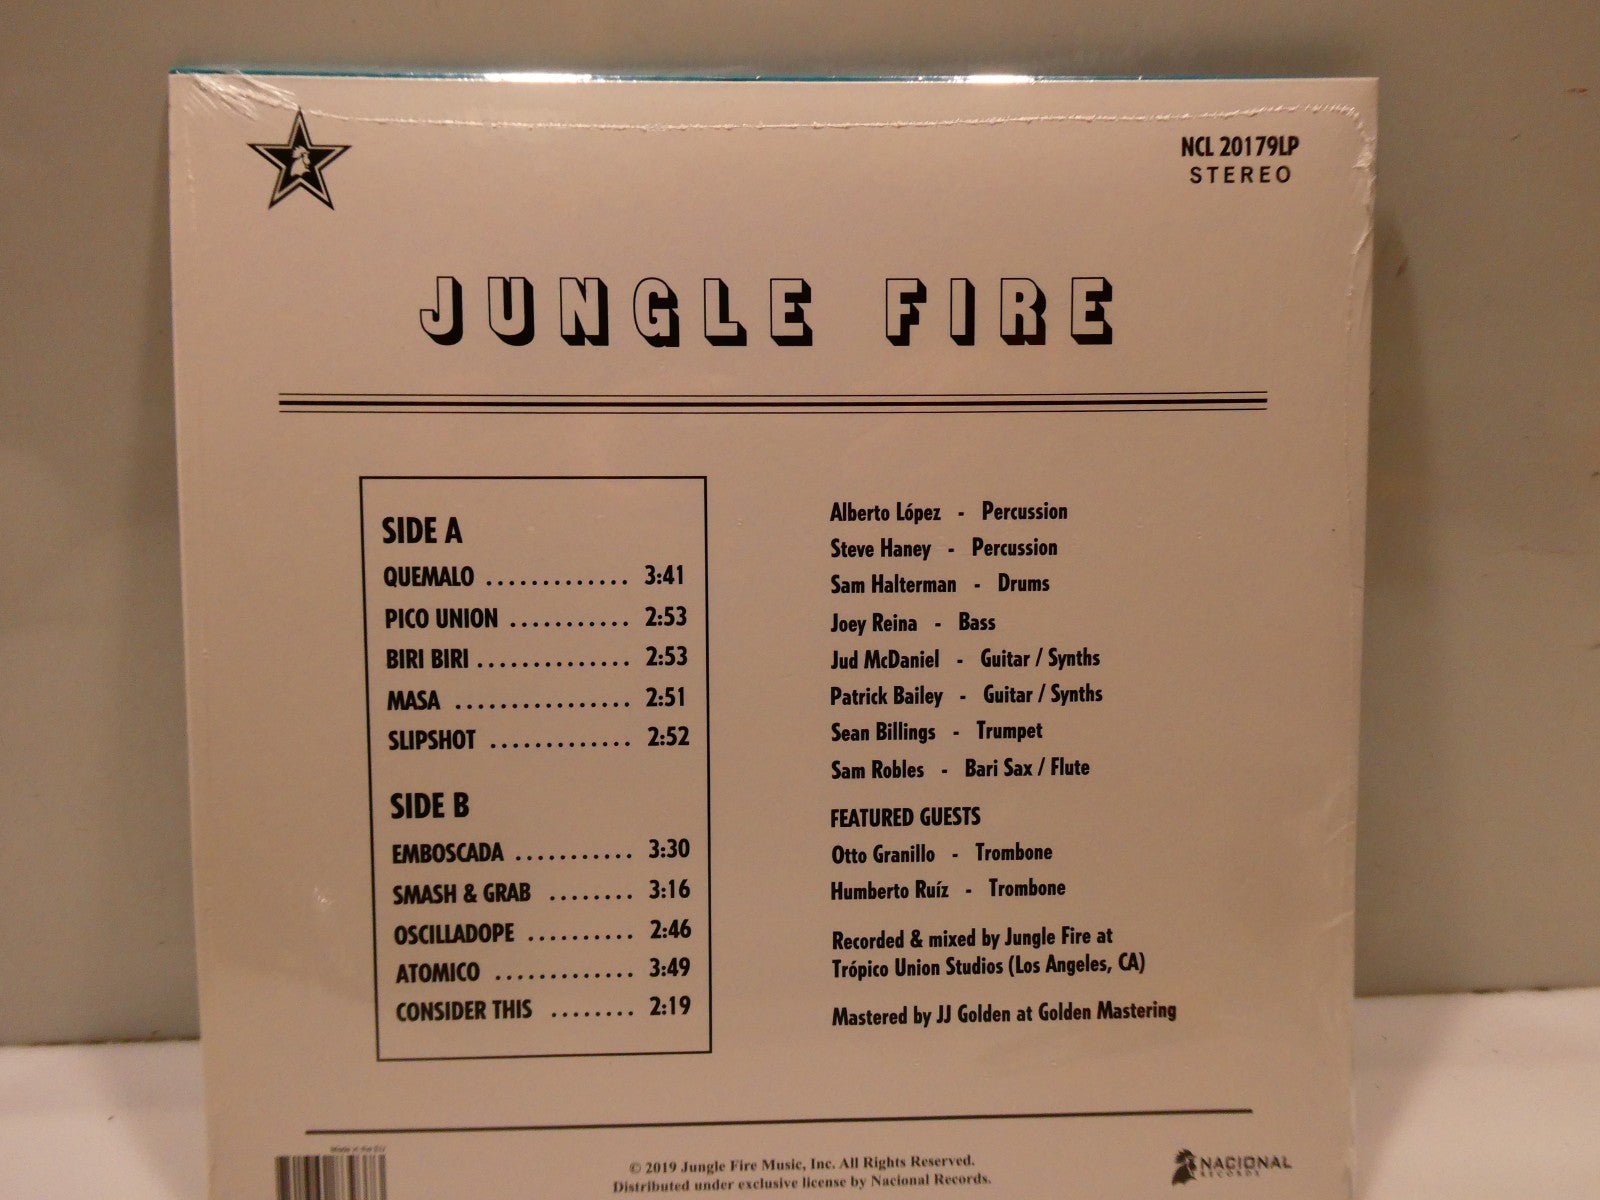 NCL 20179LP
STEREO
JUNGLE FIRE
SIDE A
QUEMALO ............. 3:41
PICO UNION ........... 2:53
BIRI BIRI .............. 2:53
MASA ................ 2:51
SLIPSHOT ............. 2:52
SIDE B
EMBOSCADA ........... 3:30
SMASH & GRAB ........ 3:16
OSCILLADOPE .......... 2:46
ATOMICO ............. 3:49
CONSIDER THIS ........ 2:19
Alberto López - Percussion
Steve Haney - Percussion
Sam Halterman - Drums
Joey Reina - Bass
Jud McDaniel - Guitar / Synths
Patrick Bailey - Guitar / Synths
Sean Billings - Trumpet
Sam Robles - Bari Sax / Flute
FEATURED GUESTS
Otto Granillo - Trombone
Humberto Ruíz - Trombone
Recorded & mixed by Jungle Fire at
Trópico Union Studios (Los Angeles, CA)
Mastered by JJ Golden at Golden Mastering
Made in the EU
© 2019 Jungle Fire Music, Inc. All Rights Reserved.
Distributed under exclusive license by Nacional Records.
NACIONAL
RECORDS